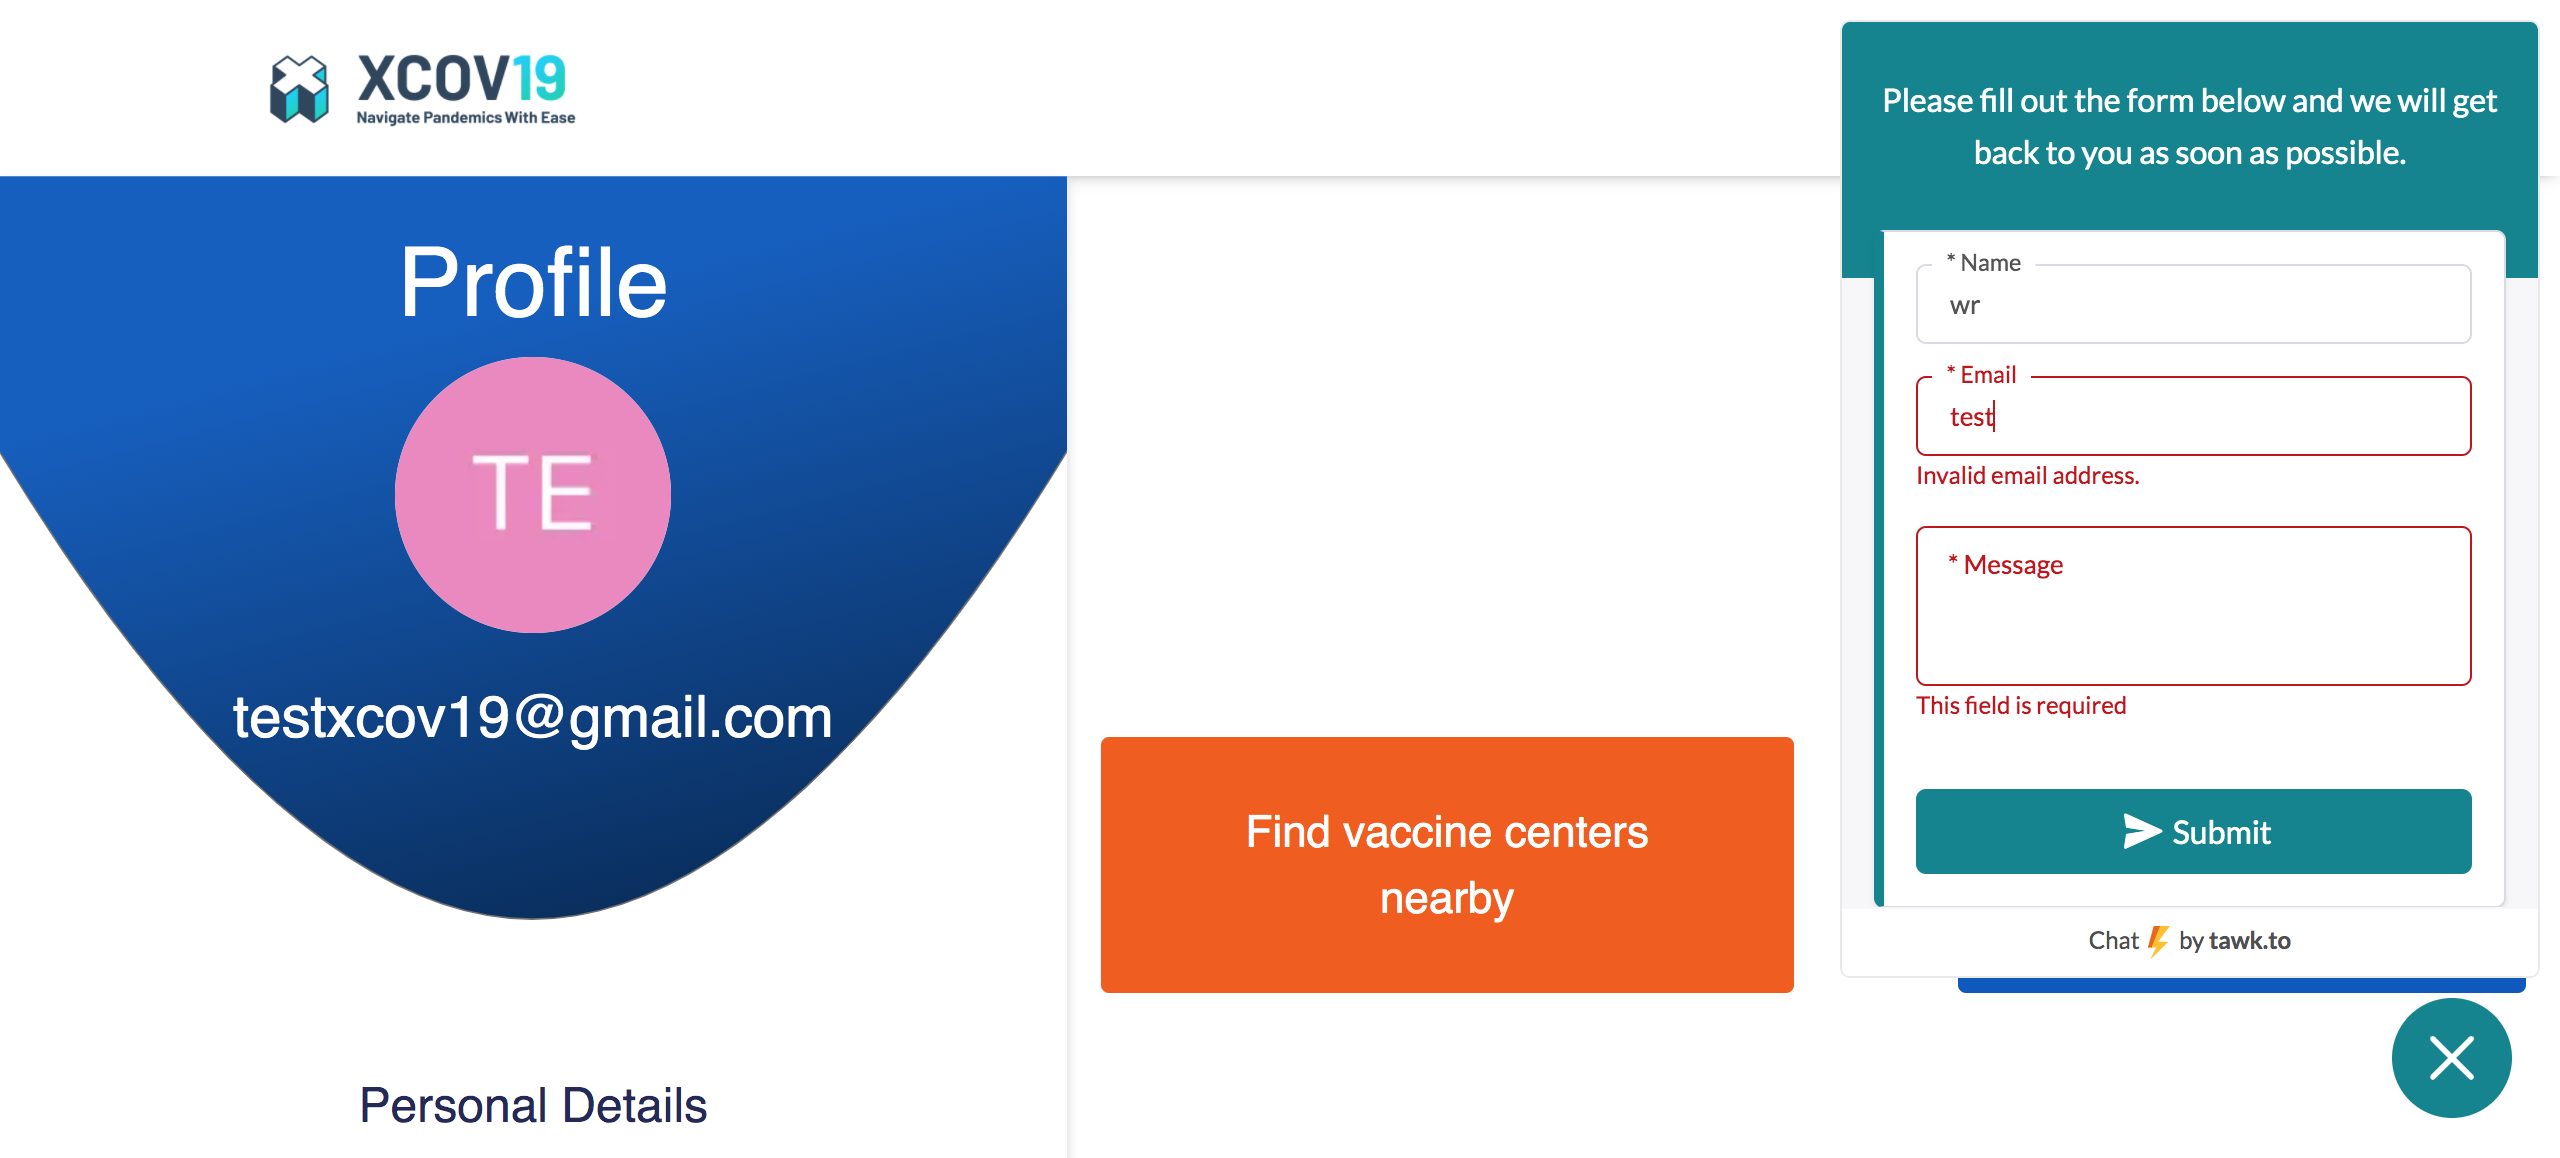 XCOV19
Navigate Pandemics With Ease
Profile
TE
testxcov19@gmail.com
Personal Details
Find vaccine centers
nearby
Please fill out the form below and we will get
back to you as soon as possible.
* Name
wr
* Email
test
Invalid email address.
* Message
This field is required
Submit
Chat by tawk.to